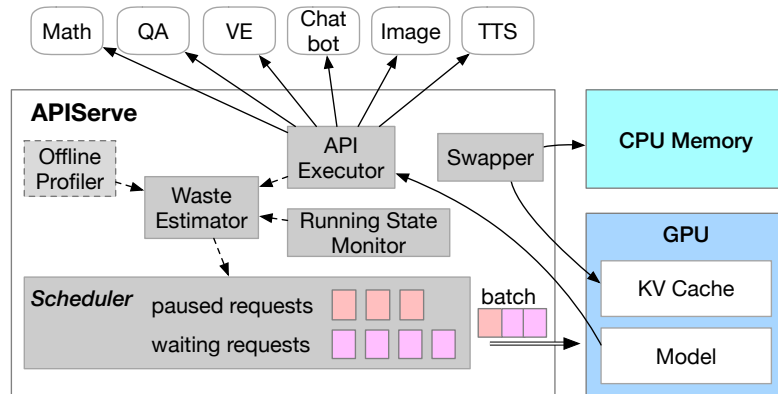 Math
QA
VE
Chat
bot
Image
TTS
APIServe
API
Executor
Offline
Profiler
Waste
Estimator
Running State
Monitor
Swapper
CPU Memory
GPU
KV Cache
Model
Scheduler
paused requests
waiting requests
batch